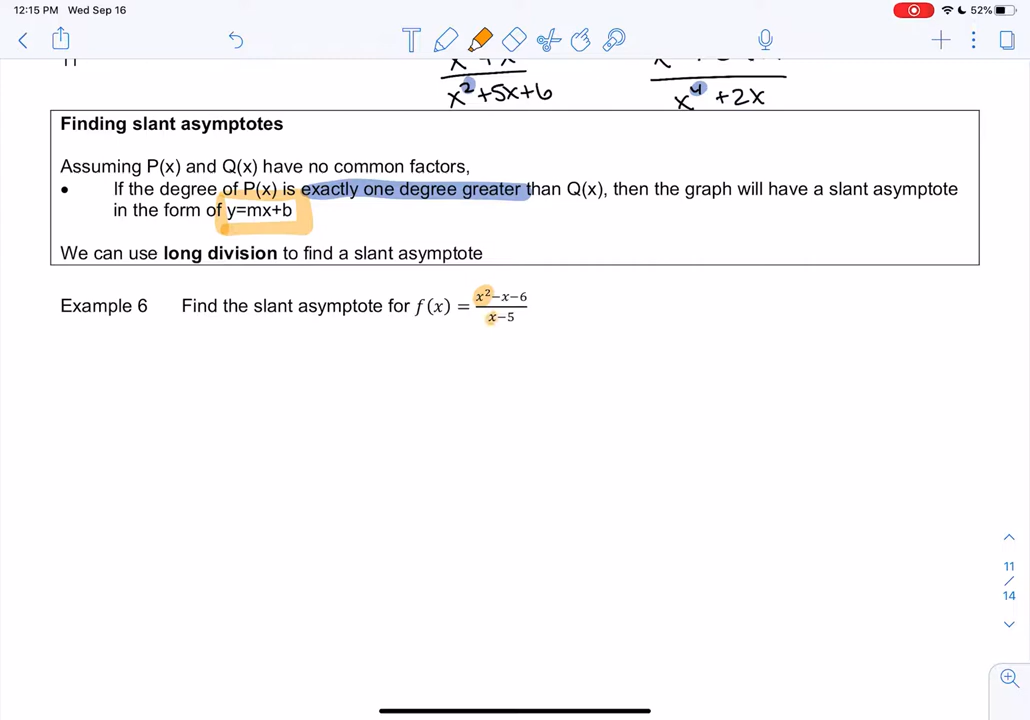 12:15 PM Wed Sep 16
52%
T
x²+5x+6
x⁴+2x
Finding slant asymptotes
Assuming P(x) and Q(x) have no common factors,
• If the degree of P(x) is exactly one degree greater than Q(x), then the graph will have a slant asymptote
in the form of y=mx+b
We can use long division to find a slant asymptote
Example 6 Find the slant asymptote for f(x) = (x²−x−6)/(x−5)
11
/
14